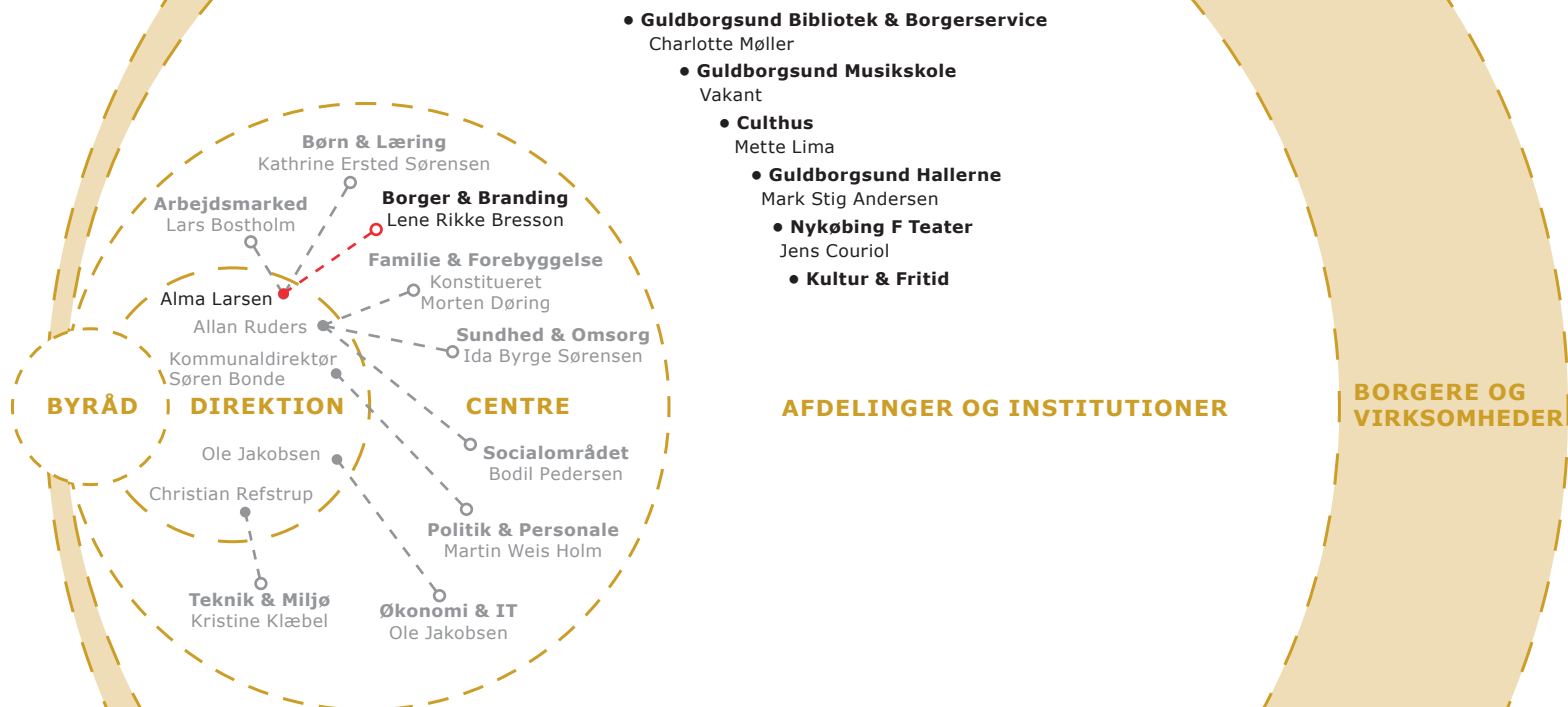 • Guldborgsund Bibliotek & Borgerservice
Charlotte Møller
• Guldborgsund Musikskole
Vakant
• Culthus
Mette Lima
• Guldborgsund Hallerne
Mark Stig Andersen
• Nykøbing F Teater
Jens Couriol
• Kultur & Fritid
Børn & Læring
Kathrine Ersted Sørensen
Borger & Branding
Lene Rikke Bresson
Arbejdsmarked
Lars Bostholm
Familie & Forebyggelse
Konstitueret
Morten Døring
Alma Larsen
Allan Ruders
Sundhed & Omsorg
Ida Byrge Sørensen
Kommunaldirektør
Søren Bonde
BYRÅD
DIREKTION
CENTRE
AFDELINGER OG INSTITUTIONER
BORGERE OG
VIRKSOMHEDER
Ole Jakobsen
Socialområdet
Bodil Pedersen
Christian Refstrup
Politik & Personale
Martin Weis Holm
Teknik & Miljø
Kristine Klæbel
Økonomi & IT
Ole Jakobsen